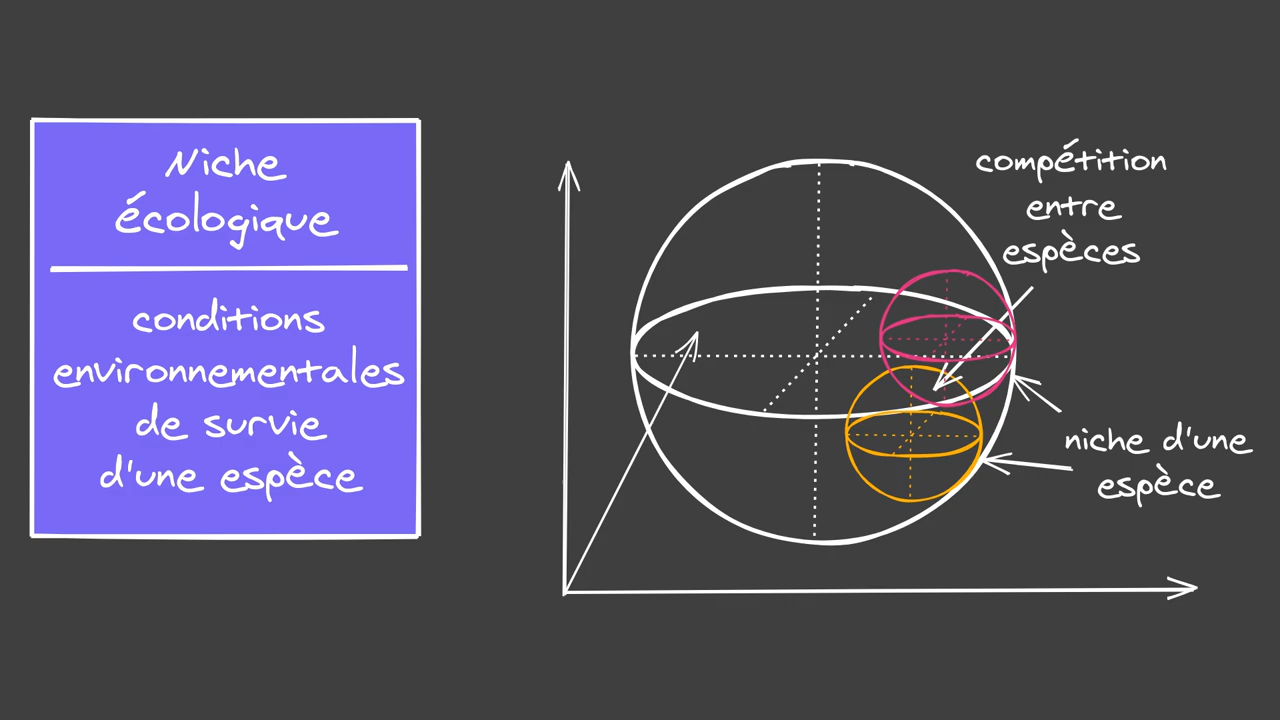 Niche
écologique
conditions
environnementales
de survie
d'une espèce
compétition
entre
espèces
niche d'une
espèce